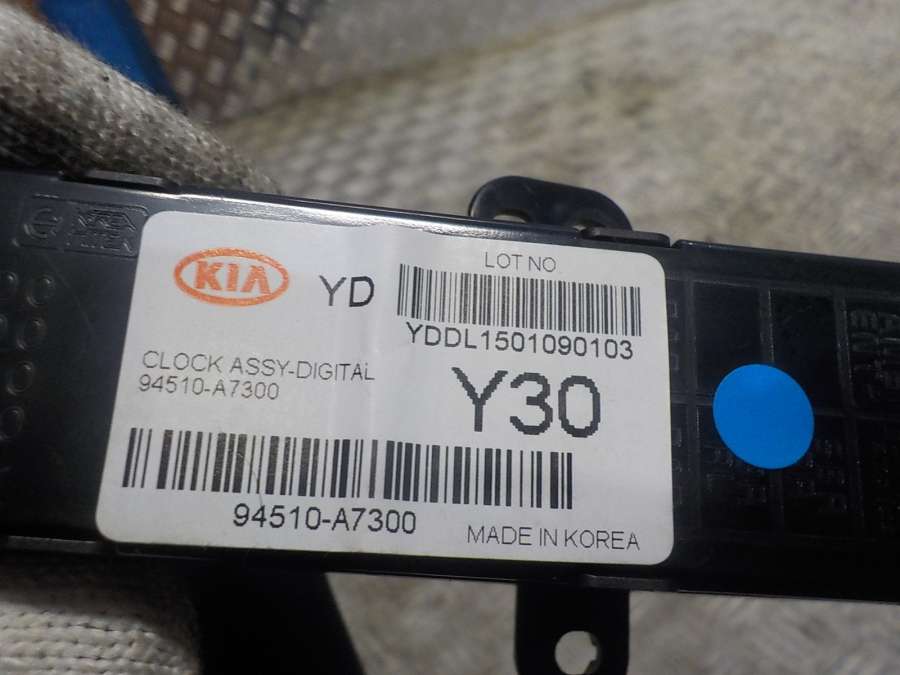 KIA
YD
LOT NO
YDDL1501090103
CLOCK ASSY-DIGITAL
94510-A7300
Y30
94510-A7300
MADE IN KOREA